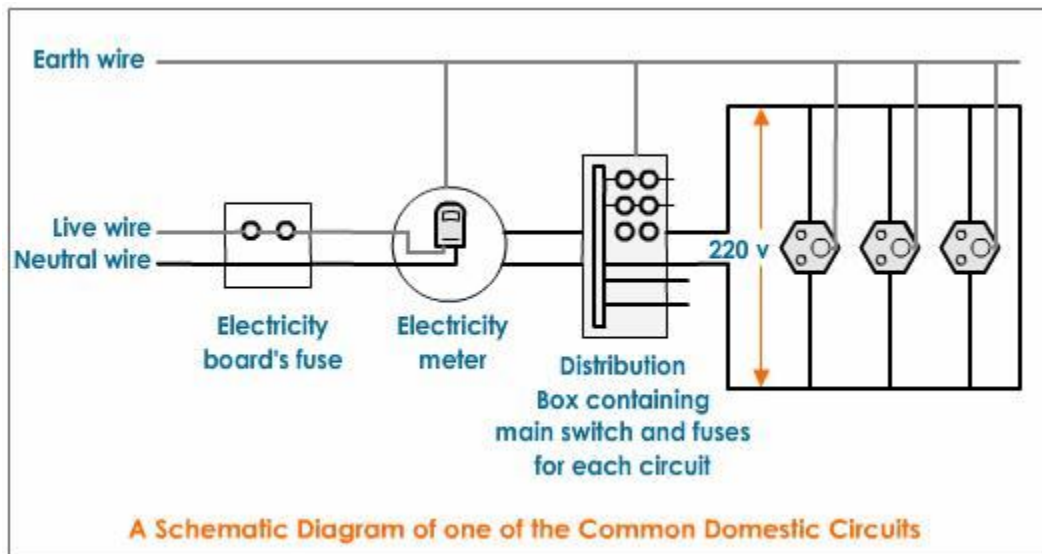 Earth wire
Live wire
Neutral wire
220 v
Electricity
board's fuse
Electricity
meter
Distribution
Box containing
main switch and fuses
for each circuit
A Schematic Diagram of one of the Common Domestic Circuits